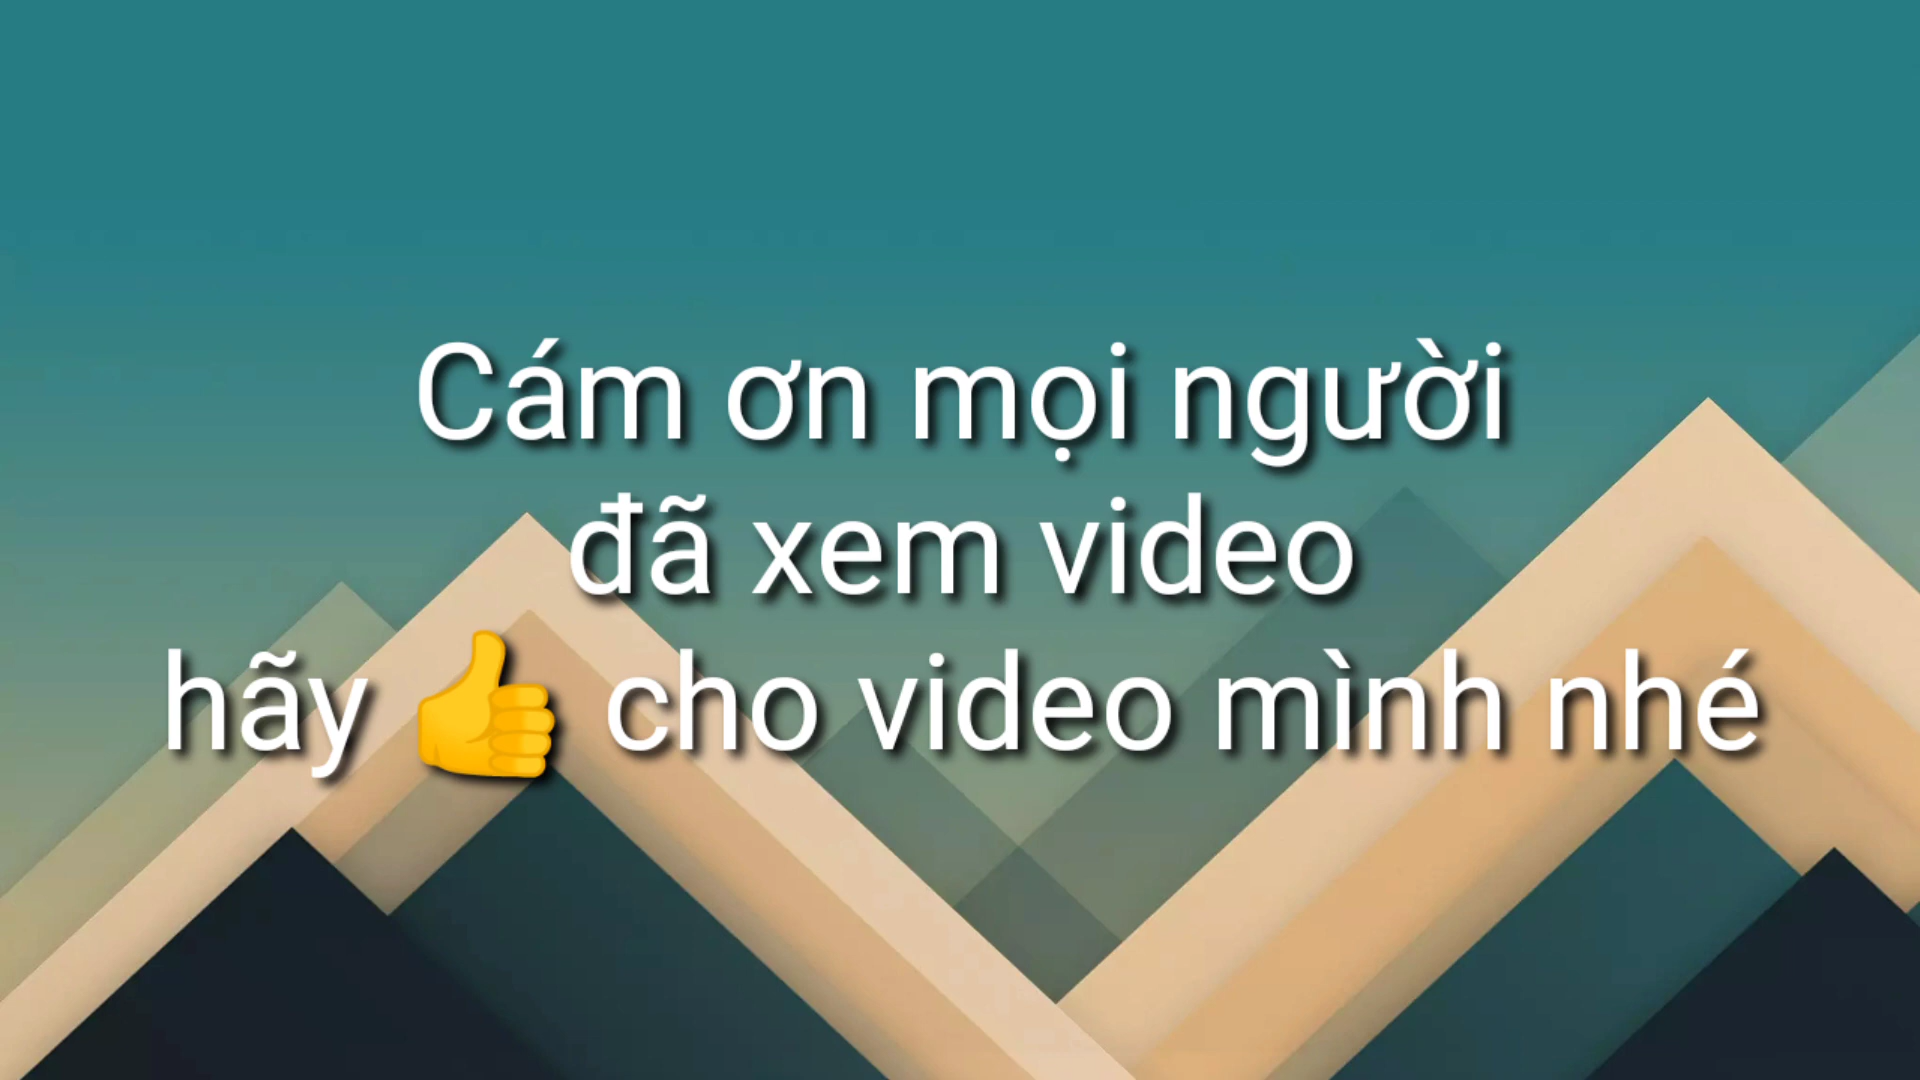 Cám ơn mọi người
đã xem video
hãy 👍 cho video mình nhé